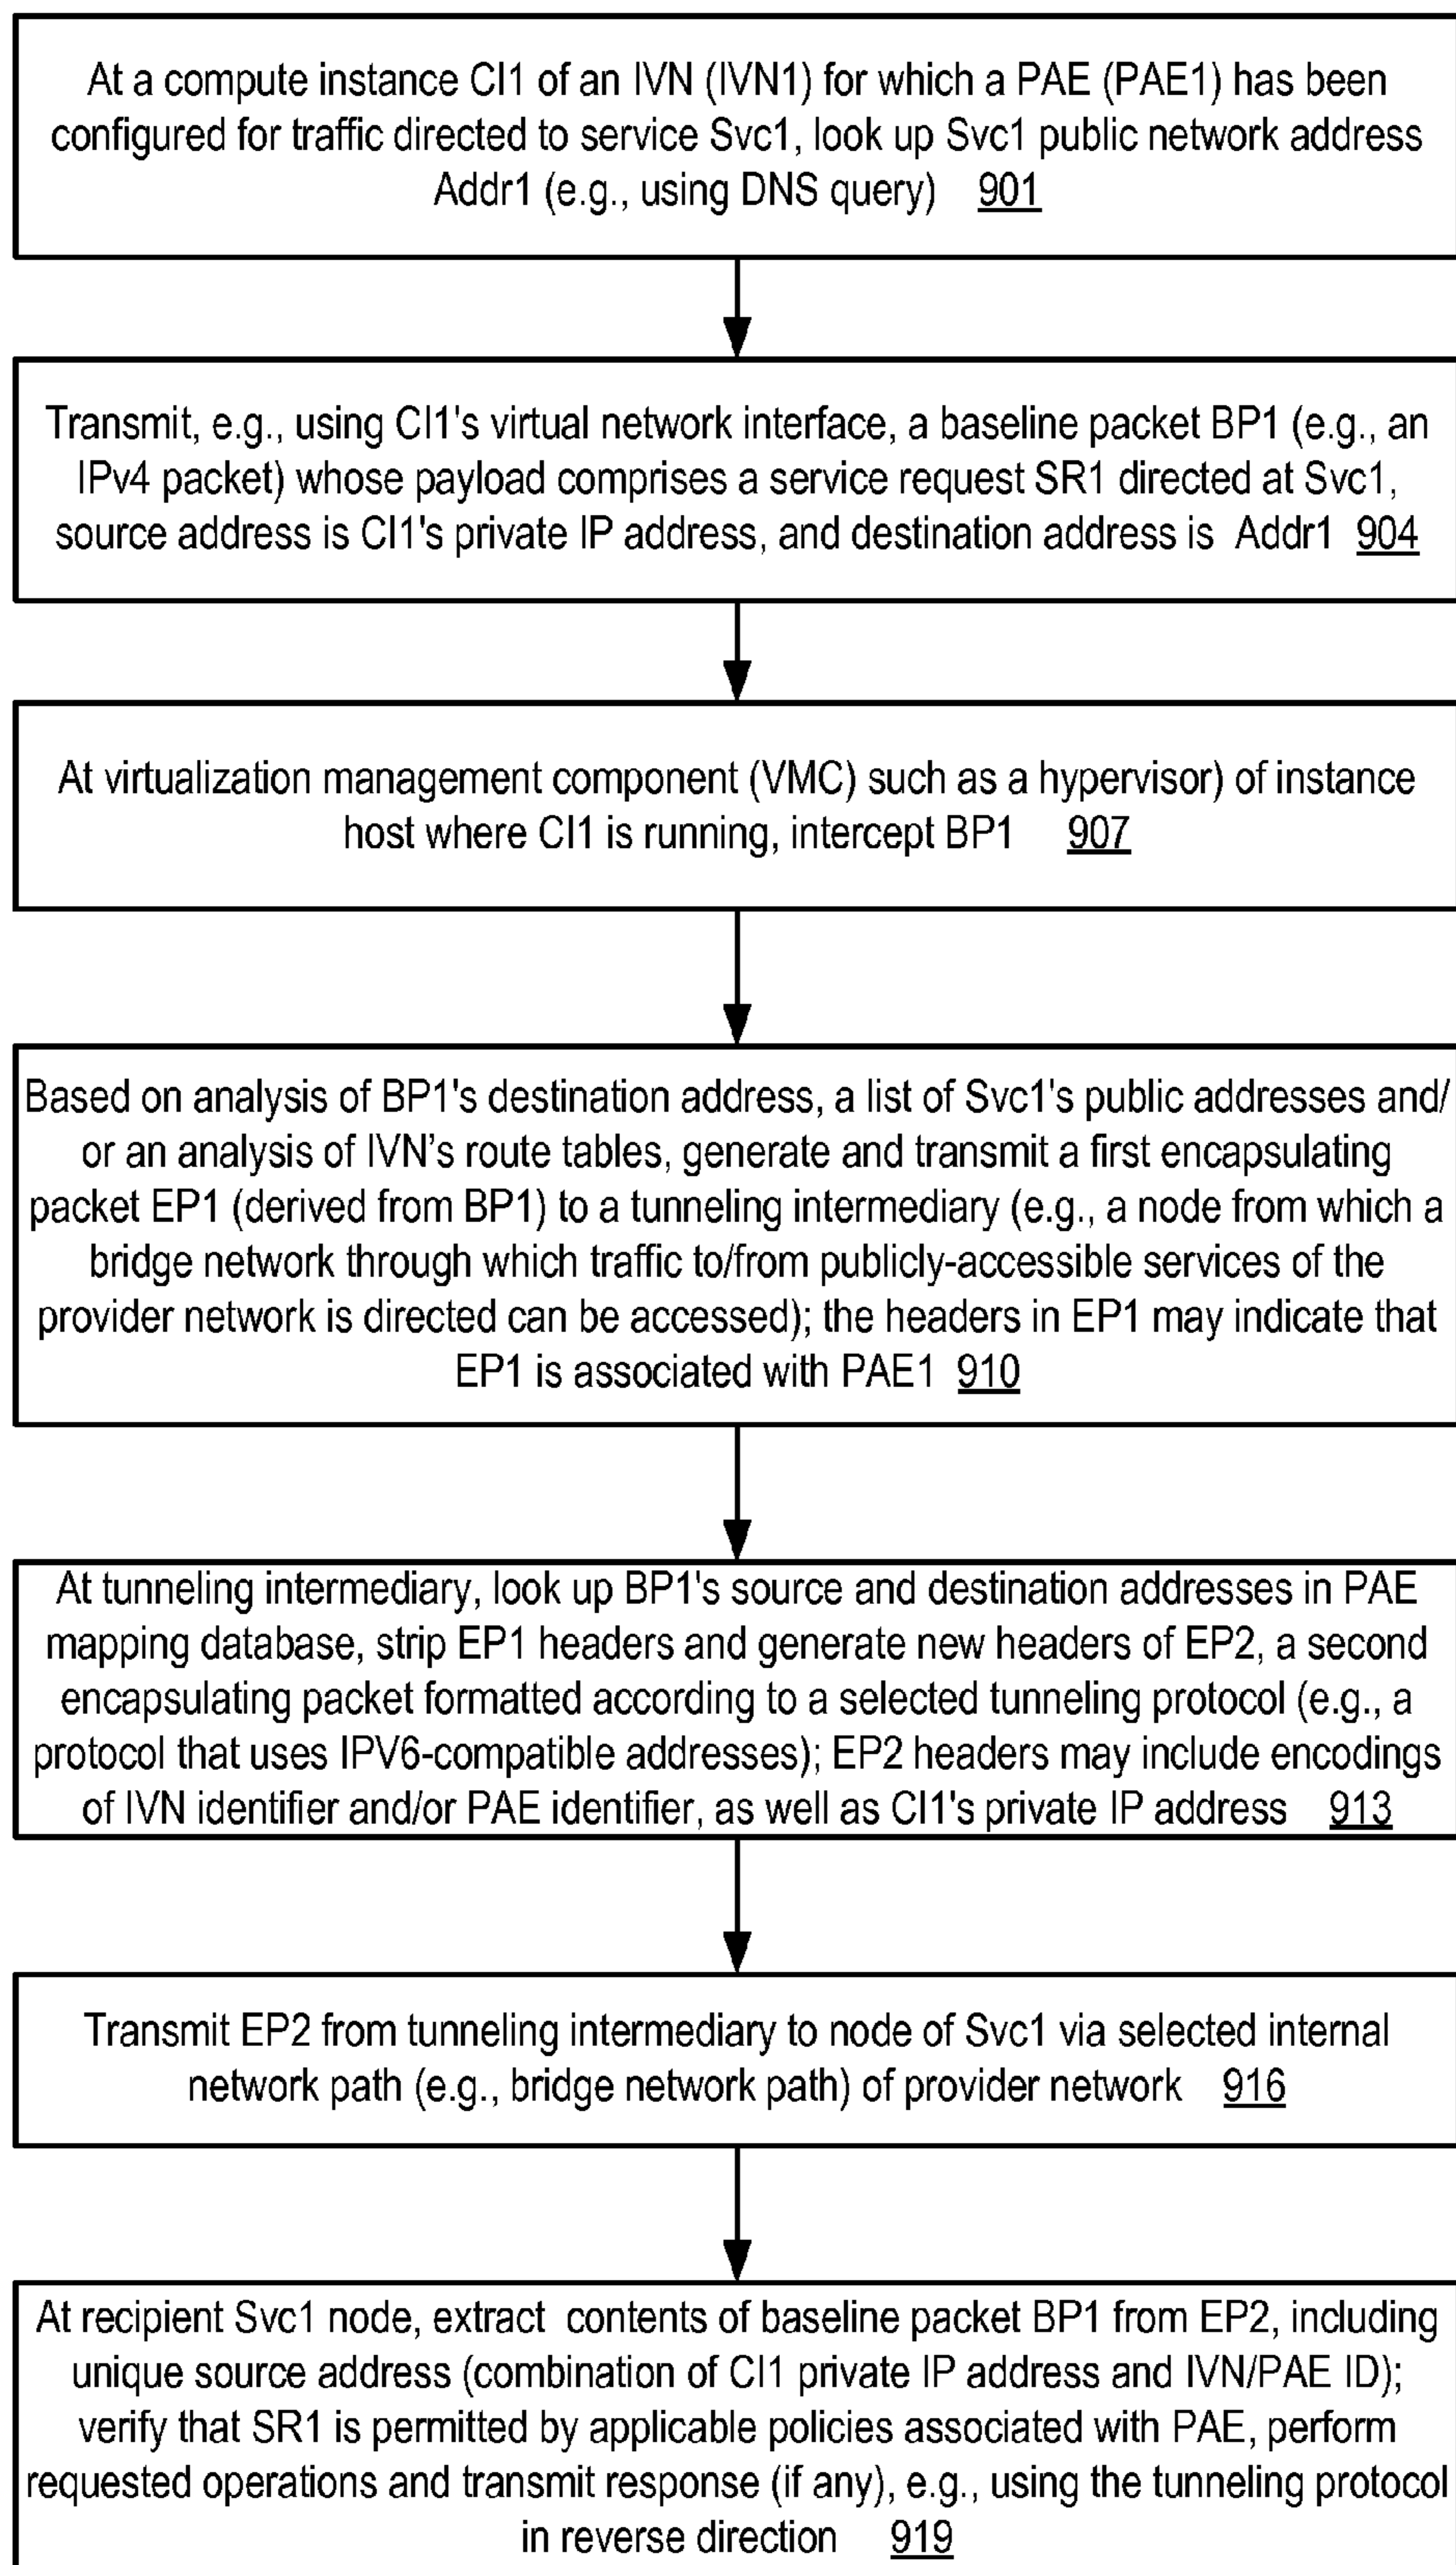 At a compute instance CI1 of an IVN (IVN1) for which a PAE (PAE1) has been
configured for traffic directed to service Svc1, look up Svc1 public network address
Addr1 (e.g., using DNS query) 901
Transmit, e.g., using CI1's virtual network interface, a baseline packet BP1 (e.g., an
IPv4 packet) whose payload comprises a service request SR1 directed at Svc1,
source address is CI1's private IP address, and destination address is Addr1 904
At virtualization management component (VMC) such as a hypervisor) of instance
host where CI1 is running, intercept BP1 907
Based on analysis of BP1's destination address, a list of Svc1's public addresses and/
or an analysis of IVN's route tables, generate and transmit a first encapsulating
packet EP1 (derived from BP1) to a tunneling intermediary (e.g., a node from which a
bridge network through which traffic to/from publicly-accessible services of the
provider network is directed can be accessed); the headers in EP1 may indicate that
EP1 is associated with PAE1 910
At tunneling intermediary, look up BP1's source and destination addresses in PAE
mapping database, strip EP1 headers and generate new headers of EP2, a second
encapsulating packet formatted according to a selected tunneling protocol (e.g., a
protocol that uses IPV6-compatible addresses); EP2 headers may include encodings
of IVN identifier and/or PAE identifier, as well as CI1's private IP address 913
Transmit EP2 from tunneling intermediary to node of Svc1 via selected internal
network path (e.g., bridge network path) of provider network 916
At recipient Svc1 node, extract contents of baseline packet BP1 from EP2, including
unique source address (combination of CI1 private IP address and IVN/PAE ID);
verify that SR1 is permitted by applicable policies associated with PAE, perform
requested operations and transmit response (if any), e.g., using the tunneling protocol
in reverse direction 919